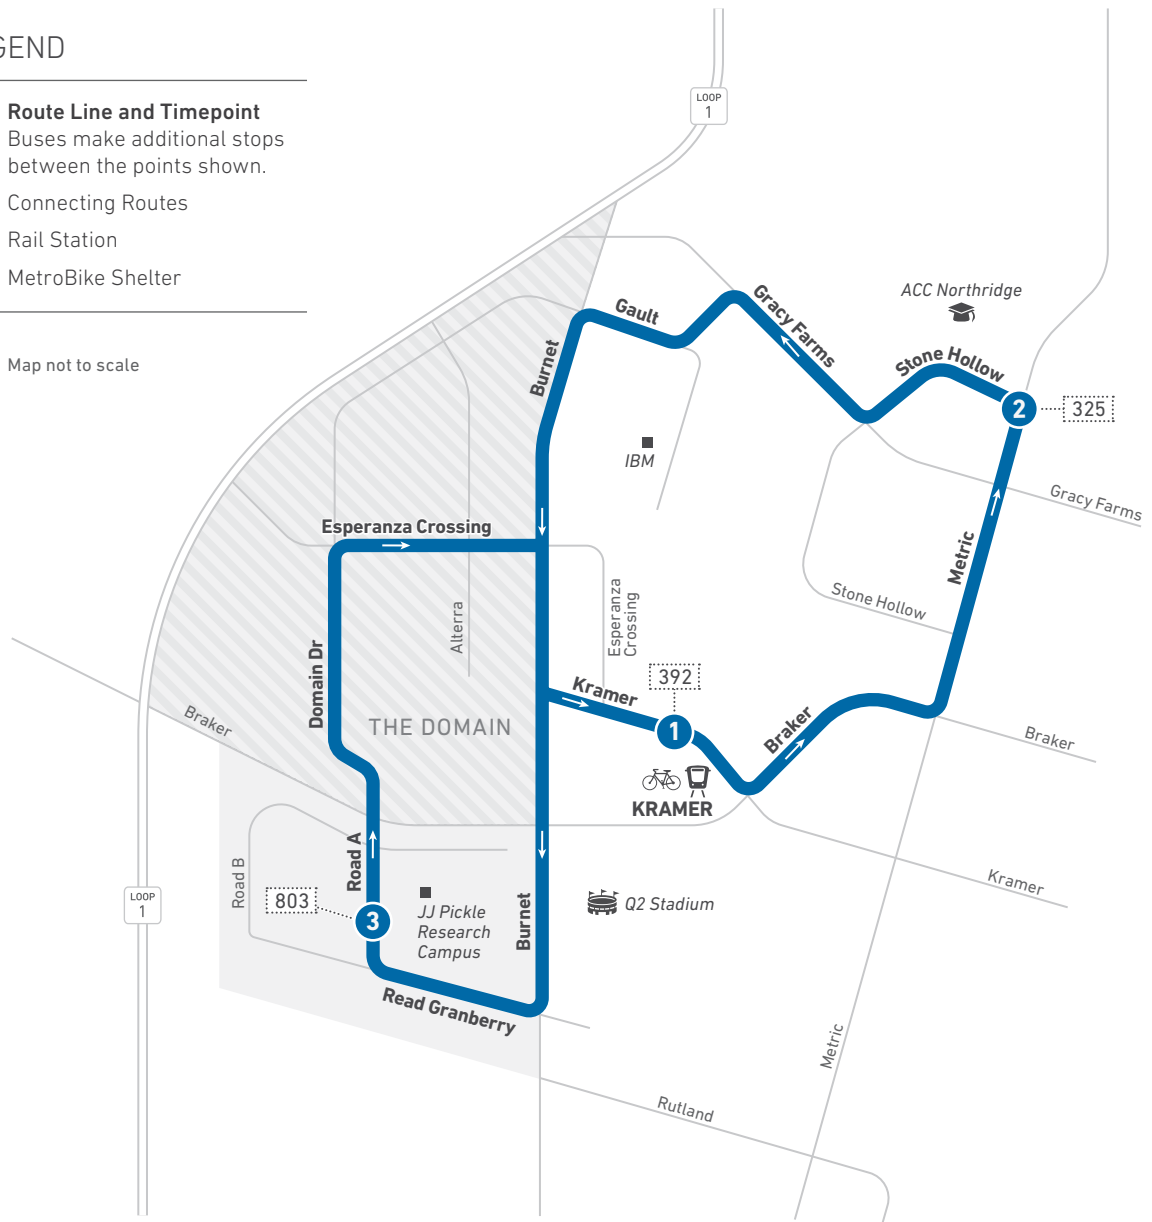 GEND
Route Line and Timepoint
Buses make additional stops
between the points shown.
Connecting Routes
Rail Station
MetroBike Shelter
Map not to scale
LOOP
1
ACC Northridge
Gracy Farms
Gault
Stone Hollow
Burnet
2
325
IBM
Gracy Farms
Esperanza Crossing
Metric
Alterra
Esperanza
Crossing
Stone Hollow
Domain Dr
392
Kramer
Braker
THE DOMAIN
1
Braker
Braker
KRAMER
Road A
Road B
Kramer
LOOP
1
803
3
JJ Pickle
Research
Campus
Burnet
Q2 Stadium
Read Granberry
Metric
Rutland